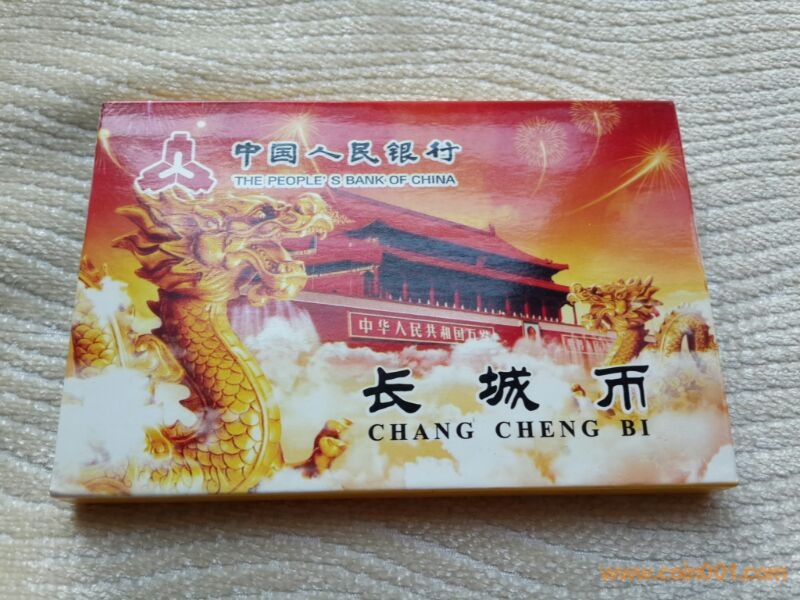 中国人民银行
THE PEOPLE'S BANK OF CHINA
中华人民共和国万岁
长城币
CHANG CHENG BI
www.coin001.com